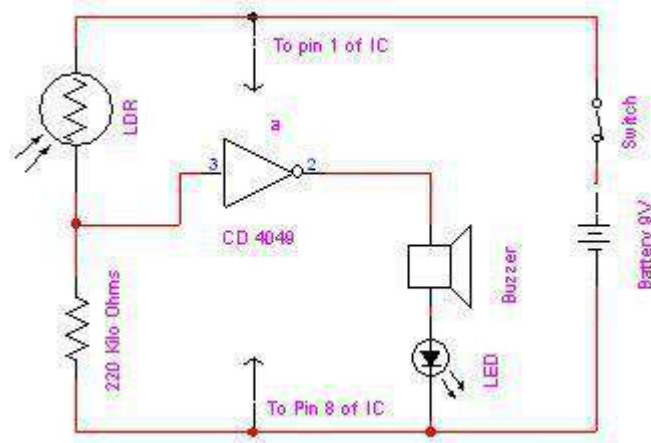 To pin 1 of IC
LDR
a
3
2
CD 4049
Switch
Battery 9V
Buzzer
220 Kilo Ohms
LED
To Pin 8 of IC